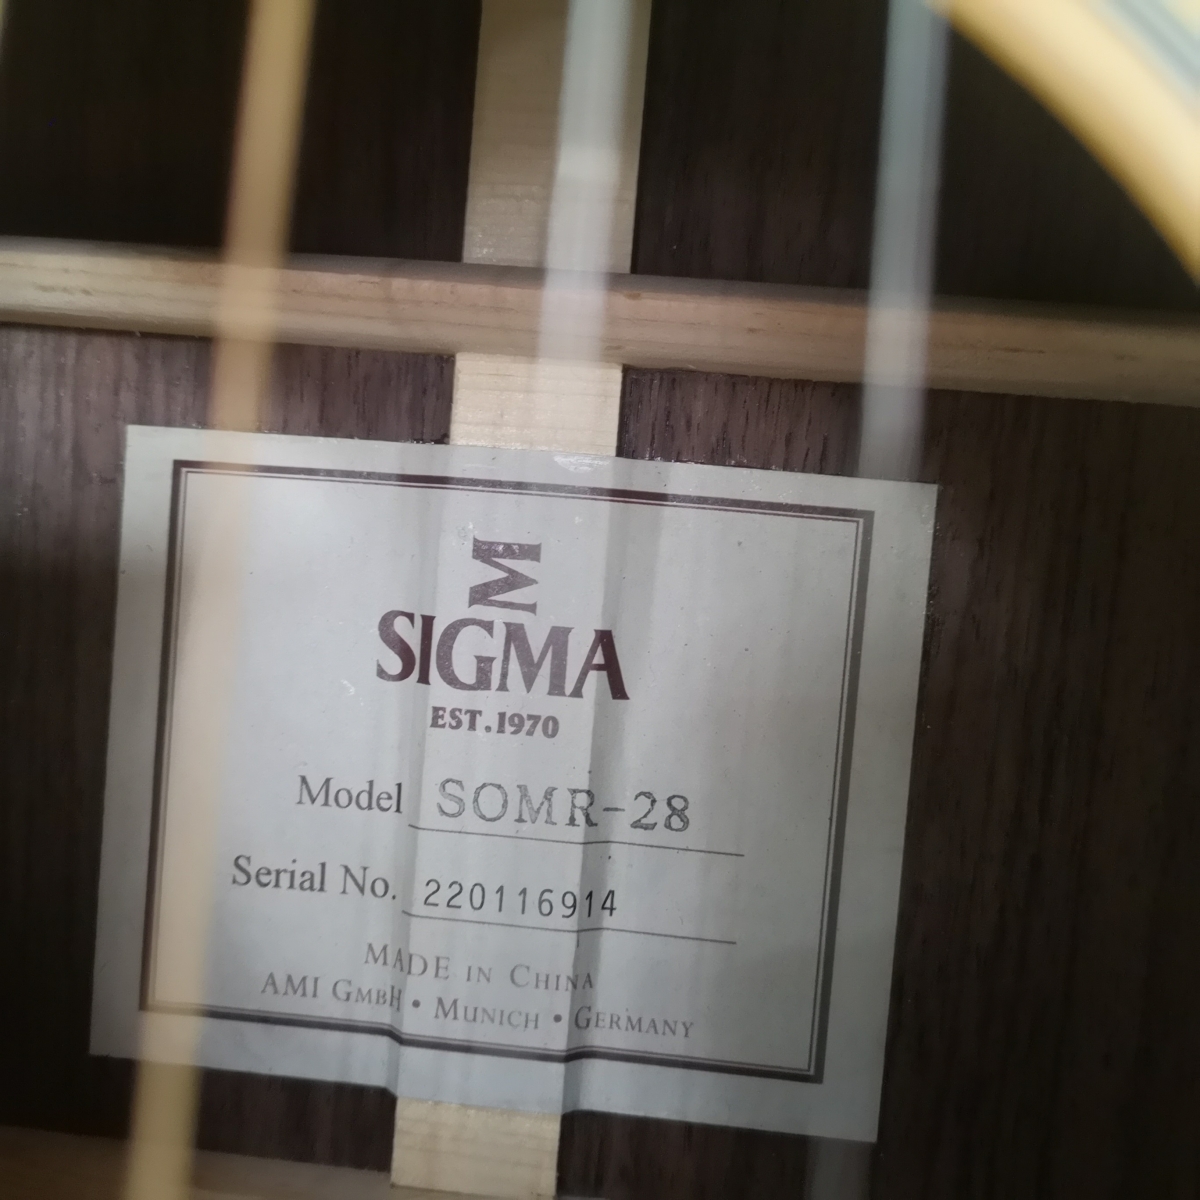 SIGMA
EST.1970
Model SOMR-28
Serial No. 220116914
MADE IN CHINA
AMI GMBH • MUNICH • GERMANY